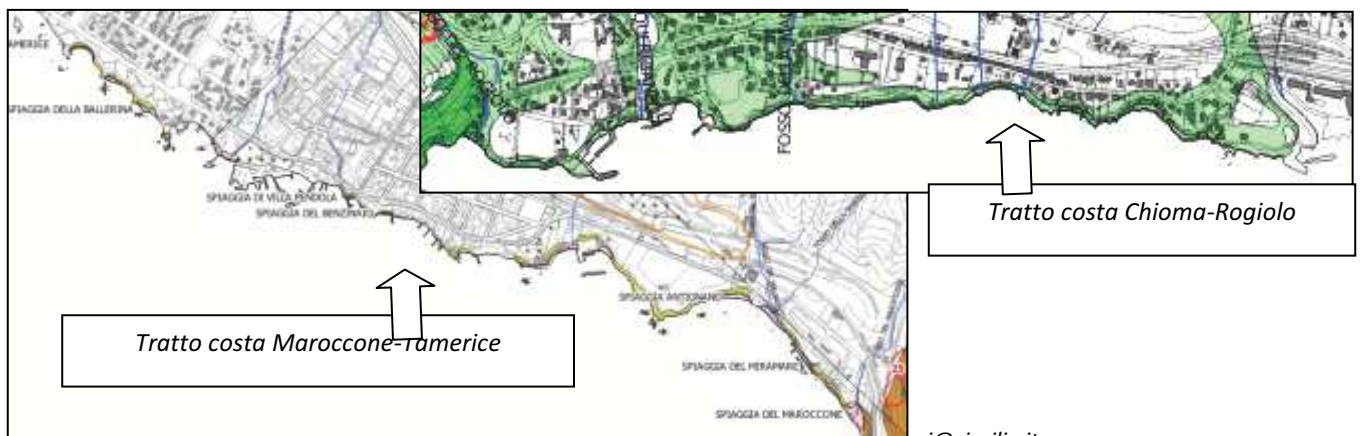 AMERICE
SPIAGGIA DELLA BALLERINA
SPIAGGIA DI VILLA PENDOLA
SPIAGGIA DEL BENZINAIO
SPIAGGIA ANTIGNANO
SPIAGGIA DEL MIRAMARE
SPIAGGIA DEL MAROCCONE
FOSSO
Tratto costa Chioma-Rogiolo
Tratto costa Maroccone-Tamerice